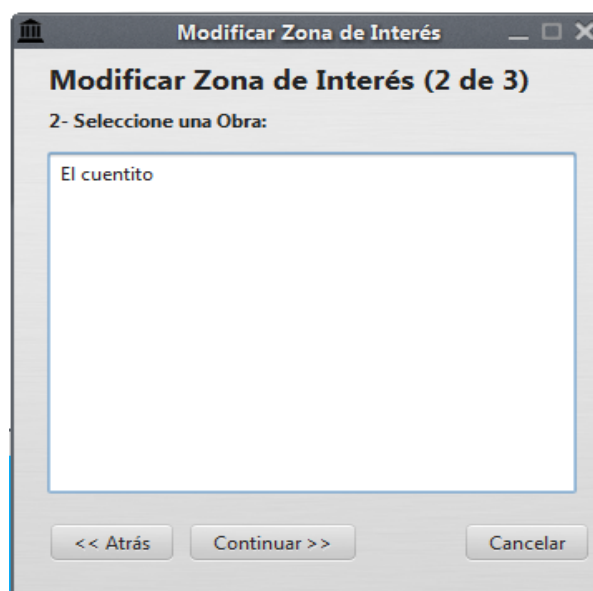 Modificar Zona de Interés
Modificar Zona de Interés (2 de 3)
2- Seleccione una Obra:
El cuentito
<< Atrás Continuar >> Cancelar